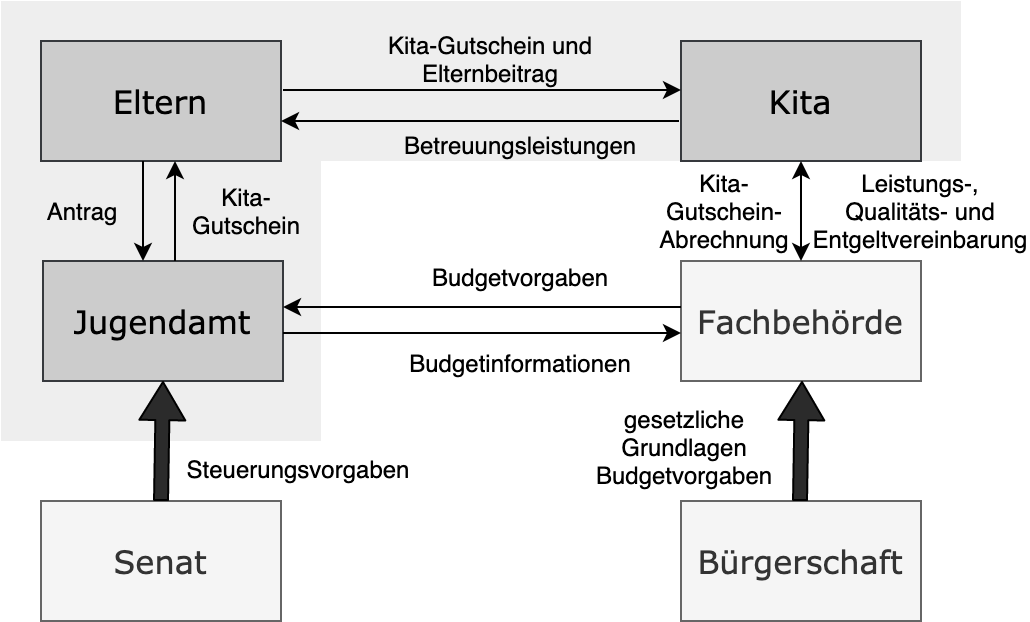 Kita-Gutschein und
Elternbeitrag
Eltern
Kita
Betreuungsleistungen
Antrag
Kita-
Gutschein
Kita-
Gutschein-
Abrechnung
Leistungs-,
Qualitäts- und
Entgeltvereinbarung
Budgetvorgaben
Jugendamt
Fachbehörde
Budgetinformationen
Steuerungsvorgaben
gesetzliche
Grundlagen
Budgetvorgaben
Senat
Bürgerschaft